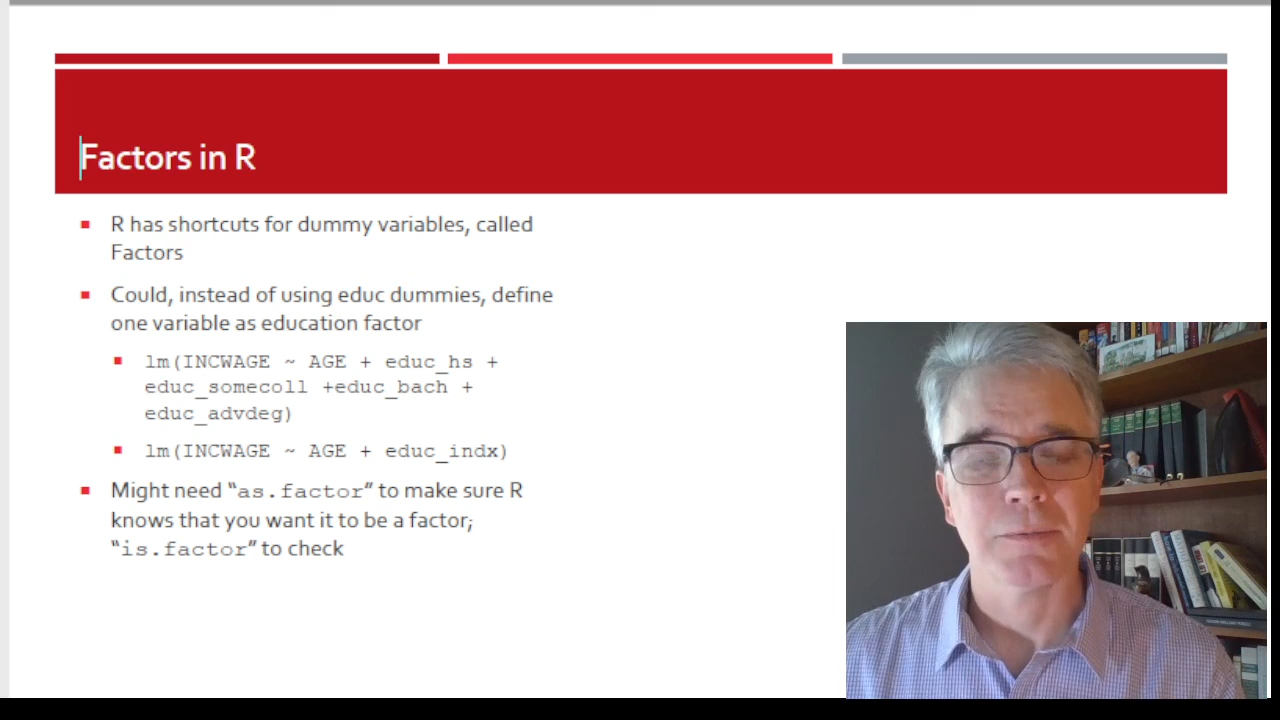 Factors in R
R has shortcuts for dummy variables, called
Factors
Could, instead of using educ dummies, define
one variable as education factor
lm(INCWAGE ~ AGE + educ_hs +
educ_somecoll +educ_bach +
educ_advdeg)
lm(INCWAGE ~ AGE + educ_indx)
Might need “as.factor” to make sure R
knows that you want it to be a factor;
“is.factor” to check